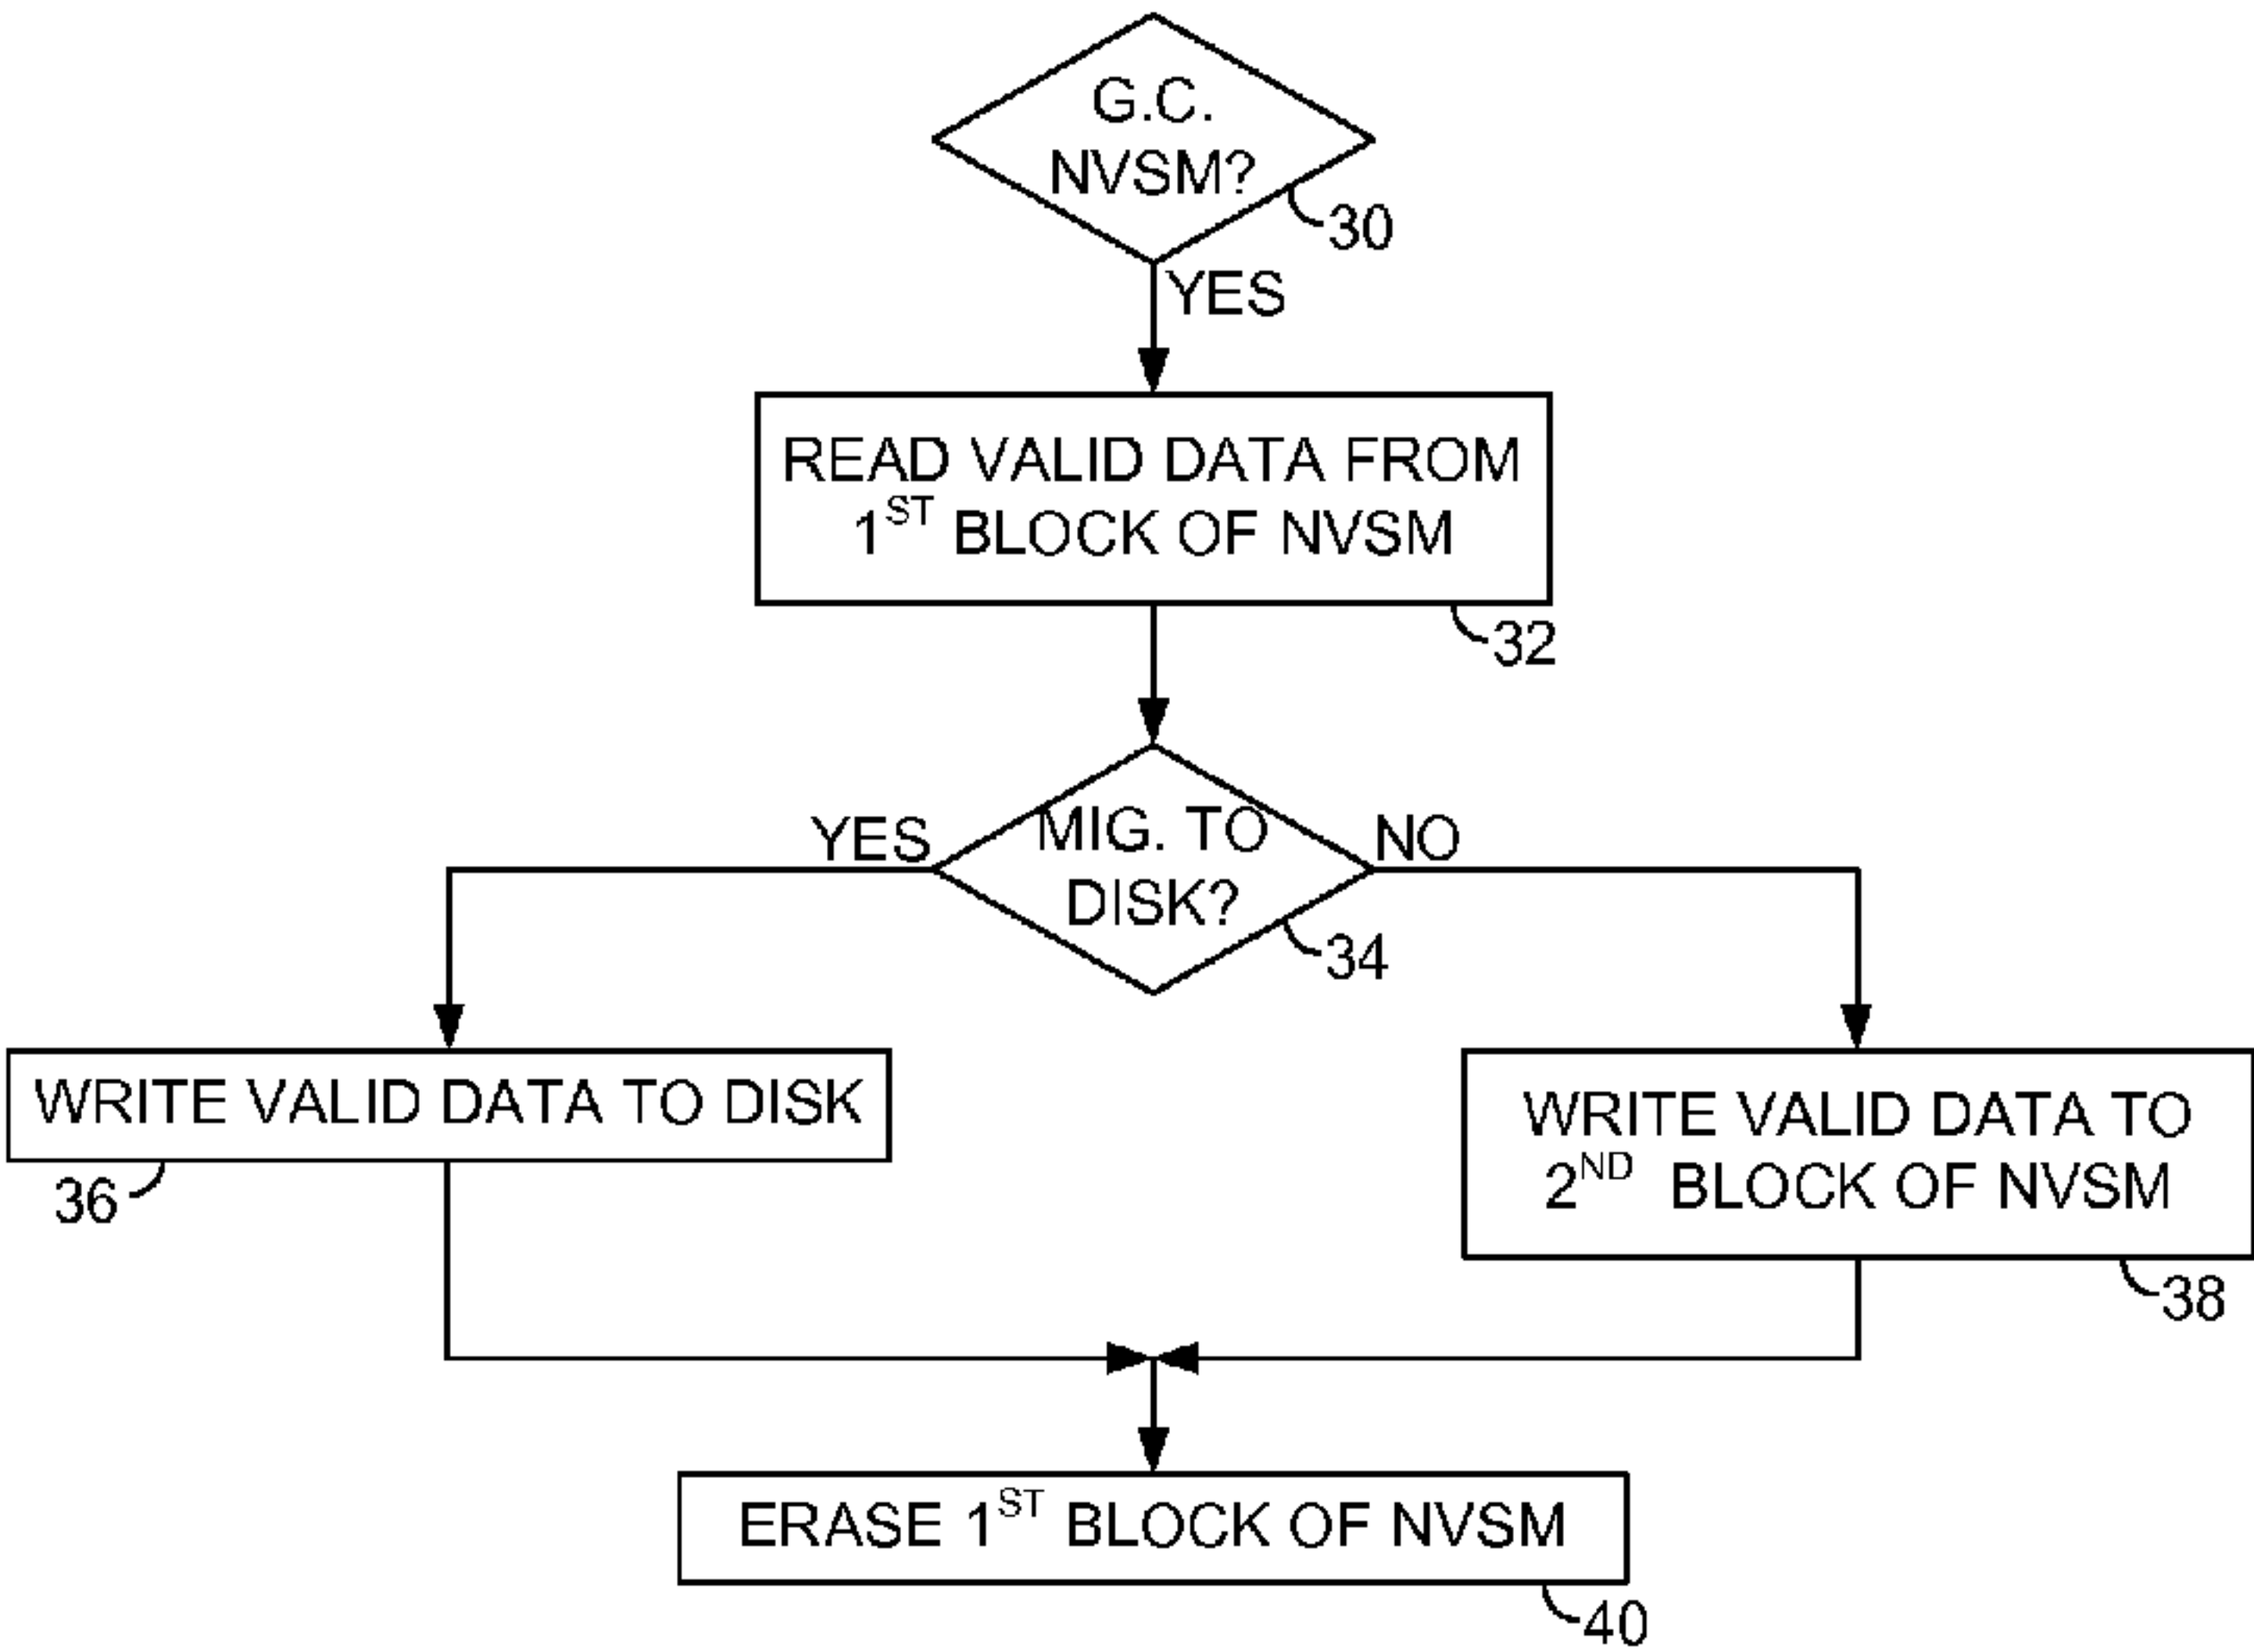 G.C.
NVSM?
30
YES
READ VALID DATA FROM
1ST BLOCK OF NVSM
32
YES
MIG. TO
DISK?
NO
34
WRITE VALID DATA TO DISK
36
WRITE VALID DATA TO
2ND BLOCK OF NVSM
38
ERASE 1ST BLOCK OF NVSM
40